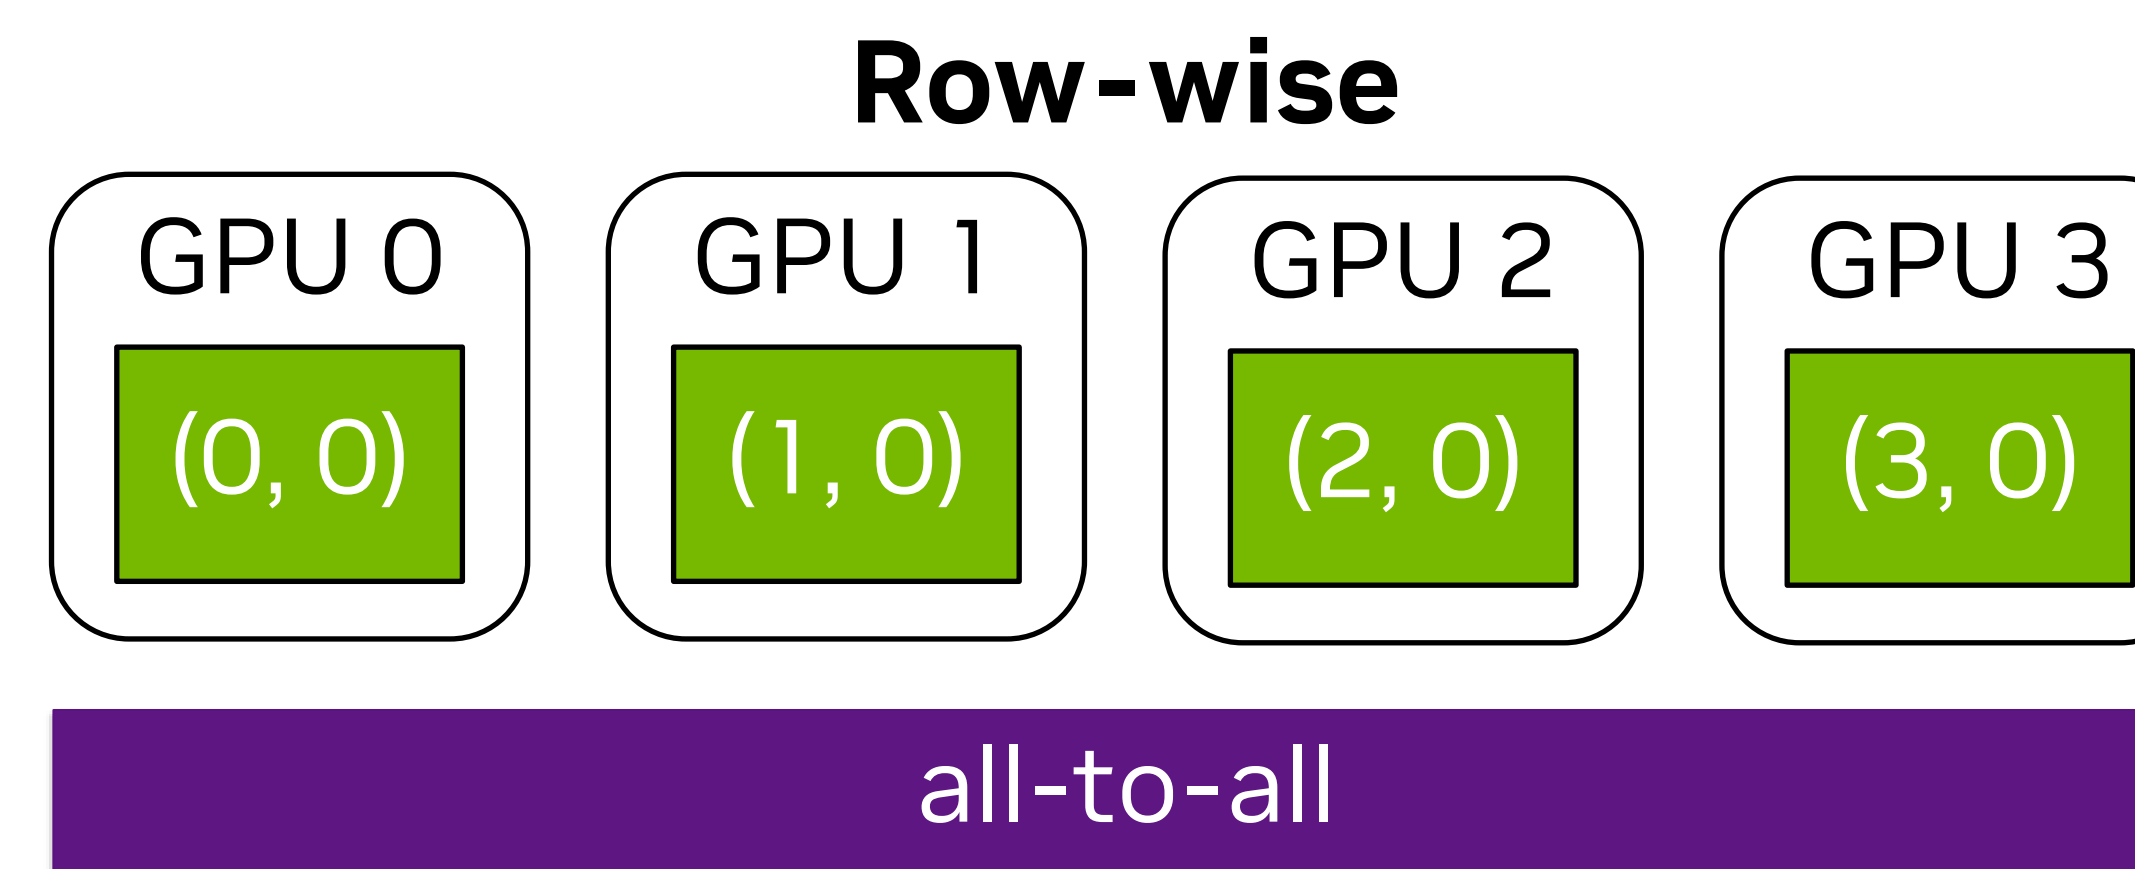 Row-wise
GPU 0 GPU 1 GPU 2 GPU 3
(0, 0) (1, 0) (2, 0) (3, 0)
all-to-all